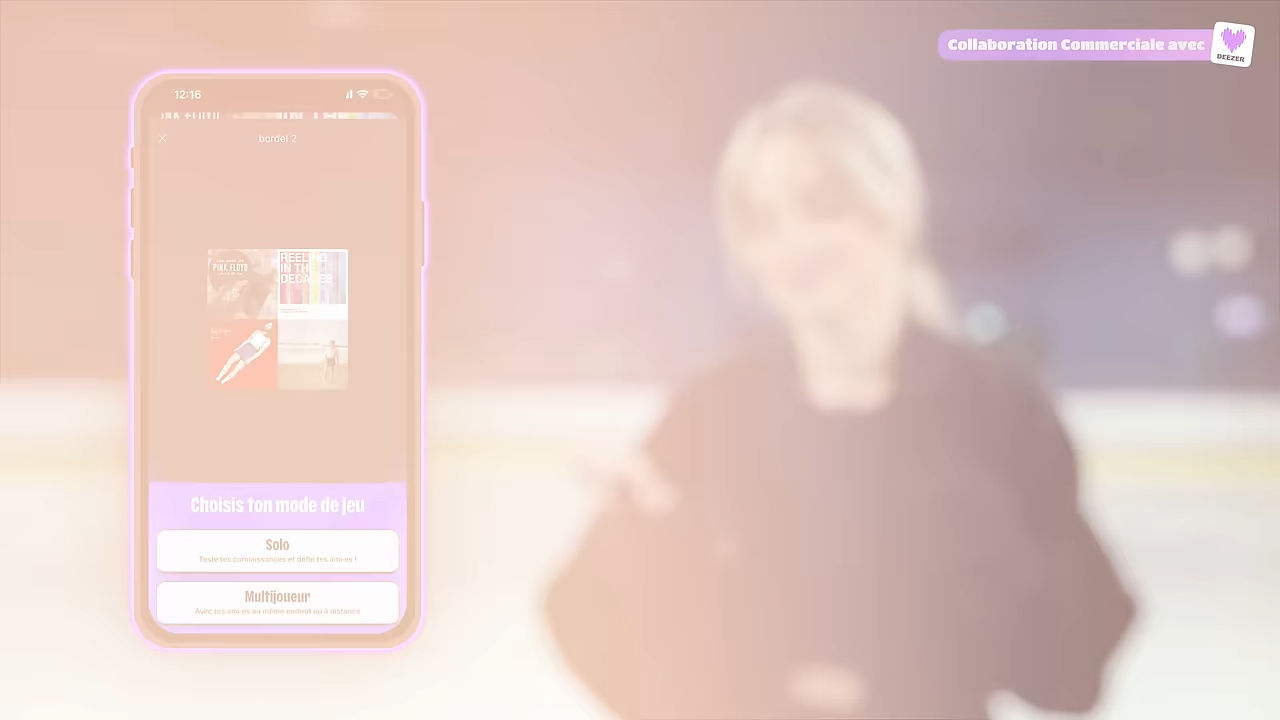 Collaboration Commerciale avec
DEEZER
12:16
bordel 2
PINK FLOYD
REELING
IN THE
DECADES
Choisis ton mode de jeu
Solo
Teste tes connaissances et défie tes ami·es !
Multijoueur
Avec tes ami·es au même endroit ou à distance